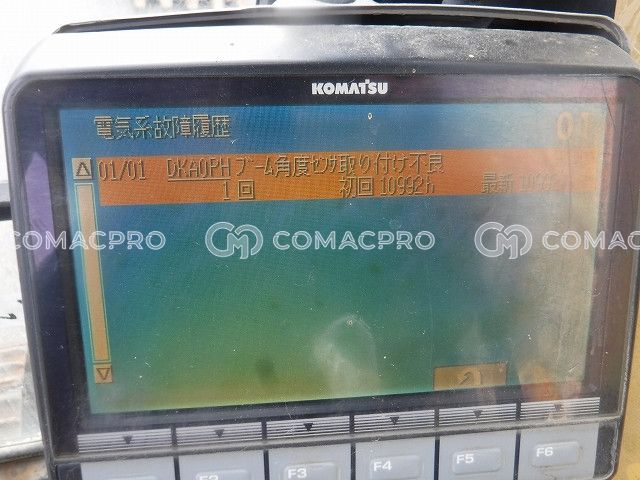 KOMATSU
電気系故障履歴
01/01 DKA0PH ブーム角度センサ取り付け不良
1回 初回 10992h 最新
COMACPRO COMACPRO COMACPRO
F3 F4 F5 F6